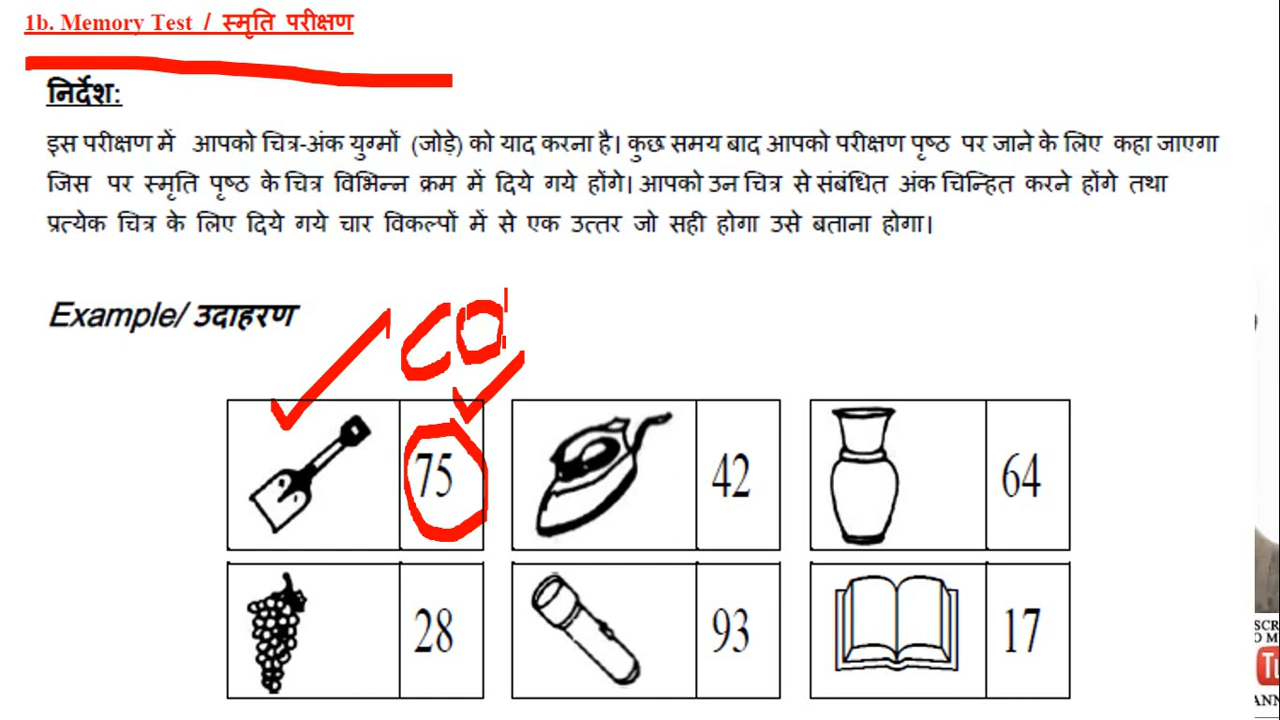 1b. Memory Test / स्मृति परीक्षण
निर्देश:
इस परीक्षण में आपको चित्र-अंक युग्मों (जोड़े) को याद करना है। कुछ समय बाद आपको परीक्षण पृष्ठ पर जाने के लिए कहा जाएगा
जिस पर स्मृति पृष्ठ के चित्र विभिन्न क्रम में दिये गये होंगे। आपको उन चित्र से संबंधित अंक चिन्हित करने होंगे तथा
प्रत्येक चित्र के लिए दिये गये चार विकल्पों में से एक उत्तर जो सही होगा उसे बताना होगा।
Example/ उदाहरण
75 42 64
28 93 17